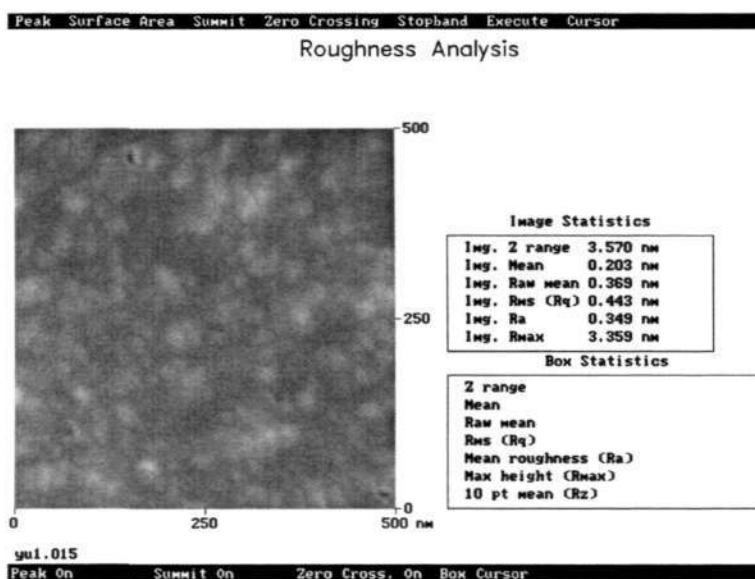 Peak Surface Area Summit Zero Crossing Stopband Execute Cursor
Roughness Analysis
500
250
0
0 250 500 nm
Image Statistics
Img. Z range 3.570 nm
Img. Mean 0.203 nm
Img. Raw mean 0.369 nm
Img. Rms (Rq) 0.443 nm
Img. Ra 0.349 nm
Img. Rmax 3.359 nm
Box Statistics
Z range
Mean
Raw mean
Rms (Rq)
Mean roughness (Ra)
Max height (Rmax)
10 pt mean (Rz)
yu1.015
Peak On Summit On Zero Cross. On Box Cursor